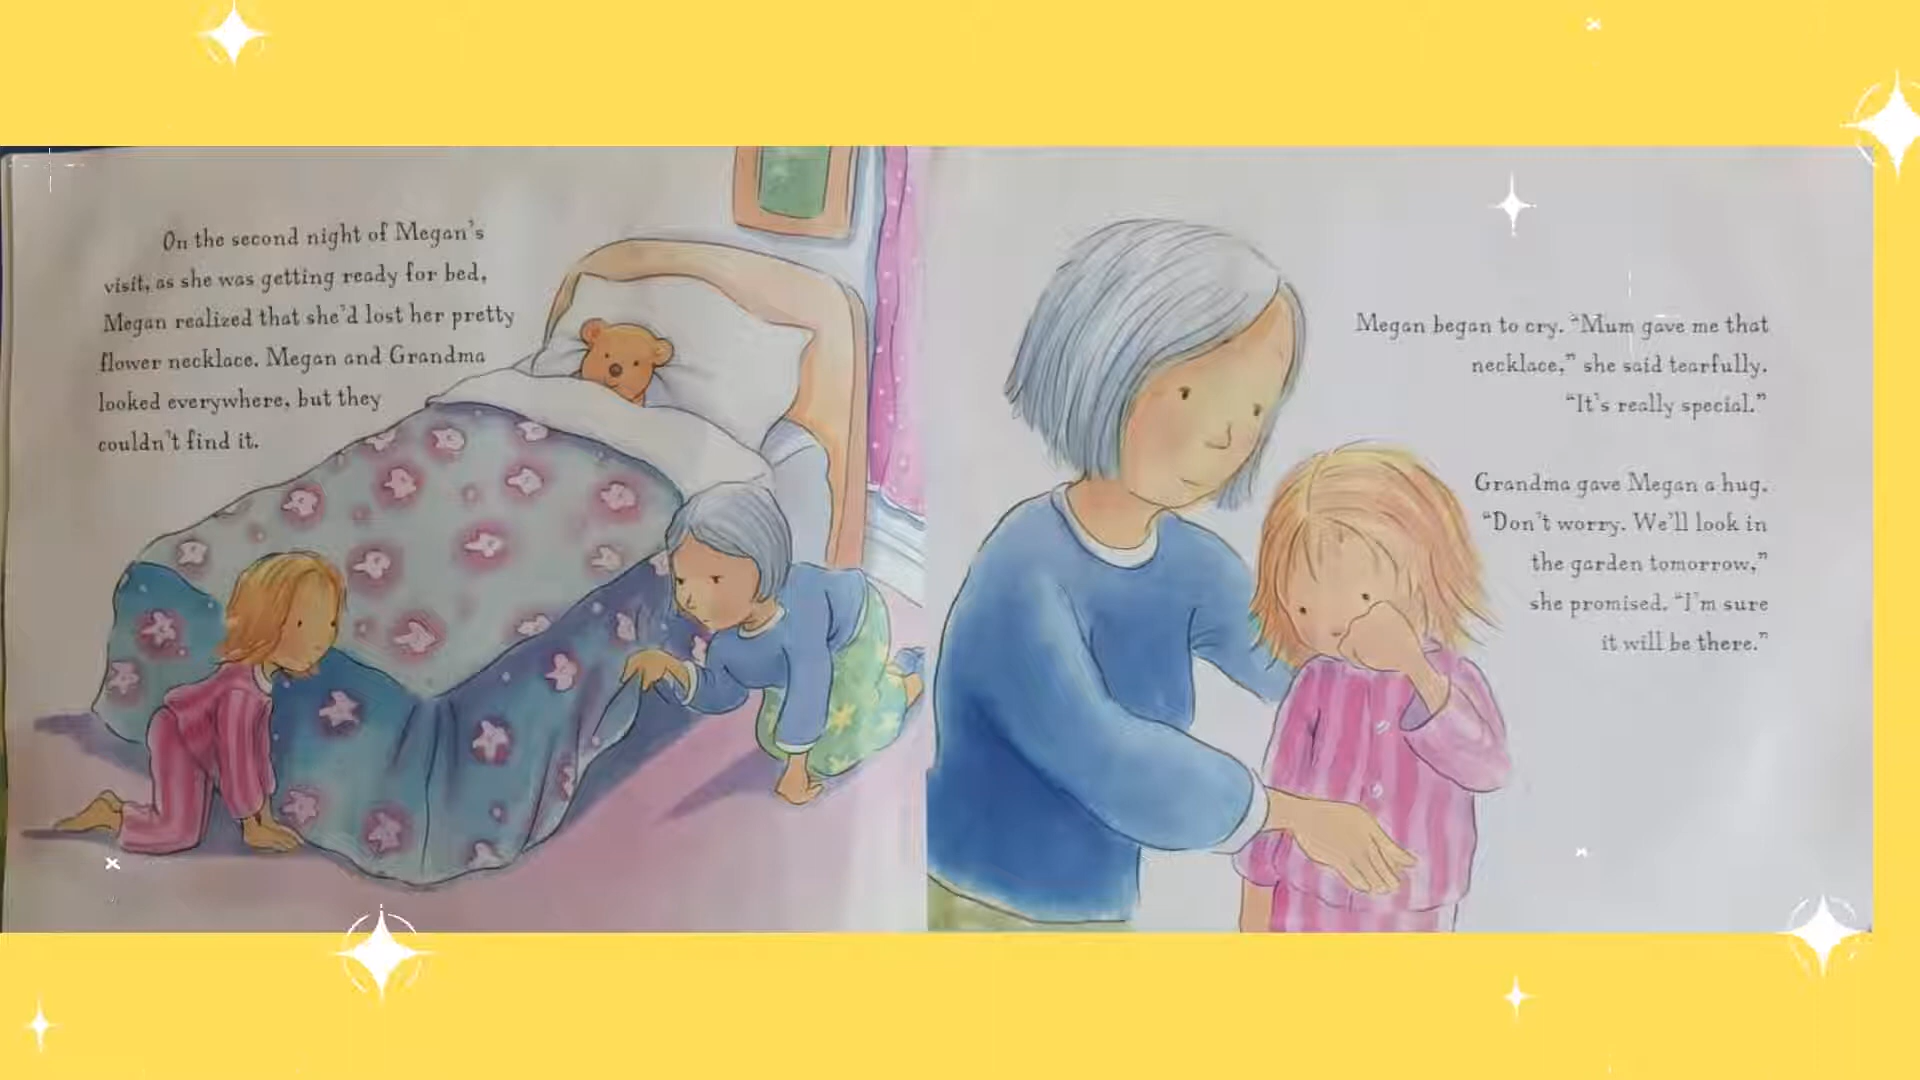 On the second night of Megan's
visit, as she was getting ready for bed,
Megan realized that she'd lost her pretty
flower necklace. Megan and Grandma
looked everywhere, but they
couldn't find it.
Megan began to cry. “Mum gave me that
necklace,” she said tearfully.
“It's really special.”
Grandma gave Megan a hug.
“Don't worry. We'll look in
the garden tomorrow,”
she promised. “I'm sure
it will be there.”